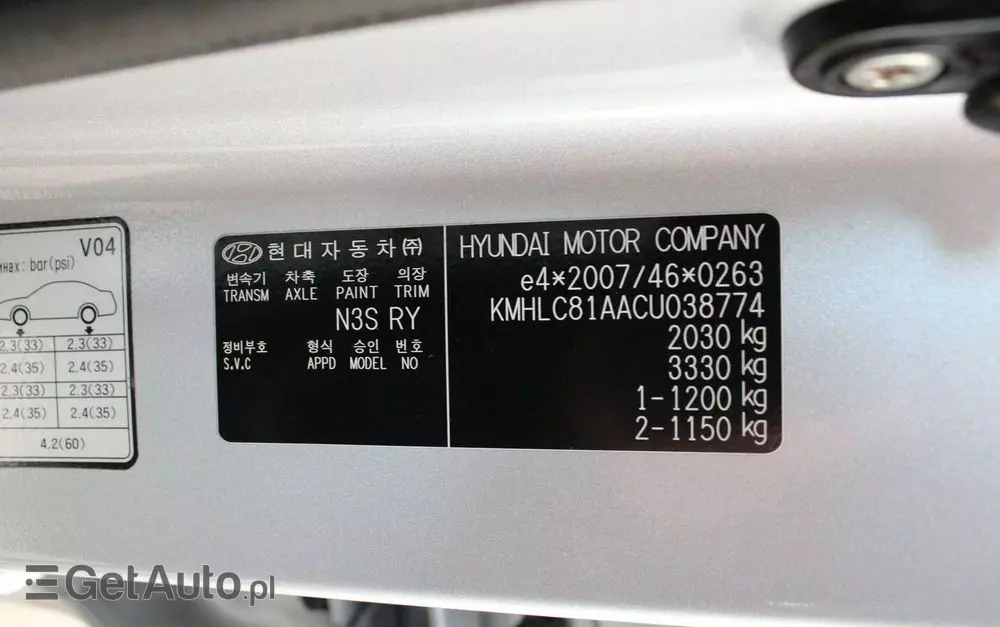 V04
мнах: bar(psi)
2.3(33) 2.3(33)
2.4(35) 2.4(35)
2.3(33) 2.3(33)
2.4(35) 2.4(35)
4.2(60)
현대자동차㈜
변속기 차축 도장 의장
TRANSM AXLE PAINT TRIM
N3S RY
정비부호 형식 승인 번호
S.V.C APPD MODEL NO
HYUNDAI MOTOR COMPANY
e4*2007/46*0263
KMHLC81AACU038774
2030 kg
3330 kg
1-1200 kg
2-1150 kg
GetAuto.pl